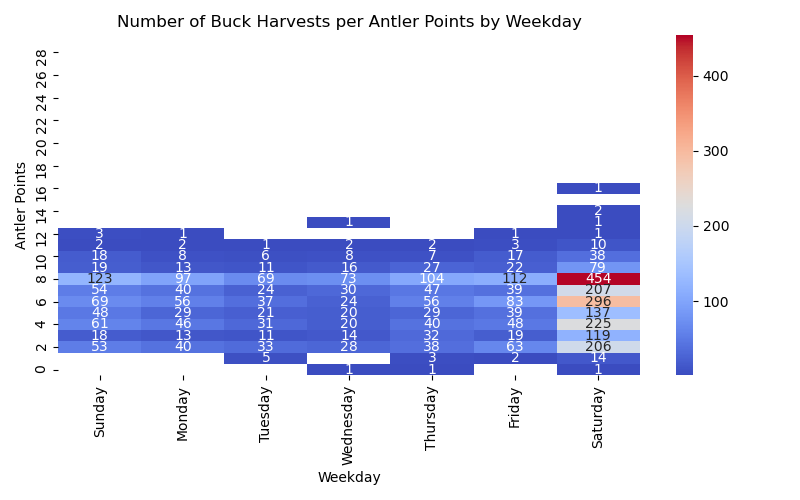 Number of Buck Harvests per Antler Points by Weekday
Antler Points
28
26
24
22
20
18
16 1
14 2
1 1
12 3 1 1 1
2 2 1 2 2 3 10
10 18 8 6 8 7 17 38
19 13 11 16 27 22 79
8 123 97 69 73 104 112 454
54 40 24 30 47 39 207
6 69 56 37 24 56 83 296
48 29 21 20 29 39 137
4 61 46 31 20 40 48 225
18 13 11 14 32 19 119
2 53 40 33 28 38 63 206
5 3 2 14
0 1 1 1
Sunday Monday Tuesday Wednesday Thursday Friday Saturday
Weekday
400
300
200
100